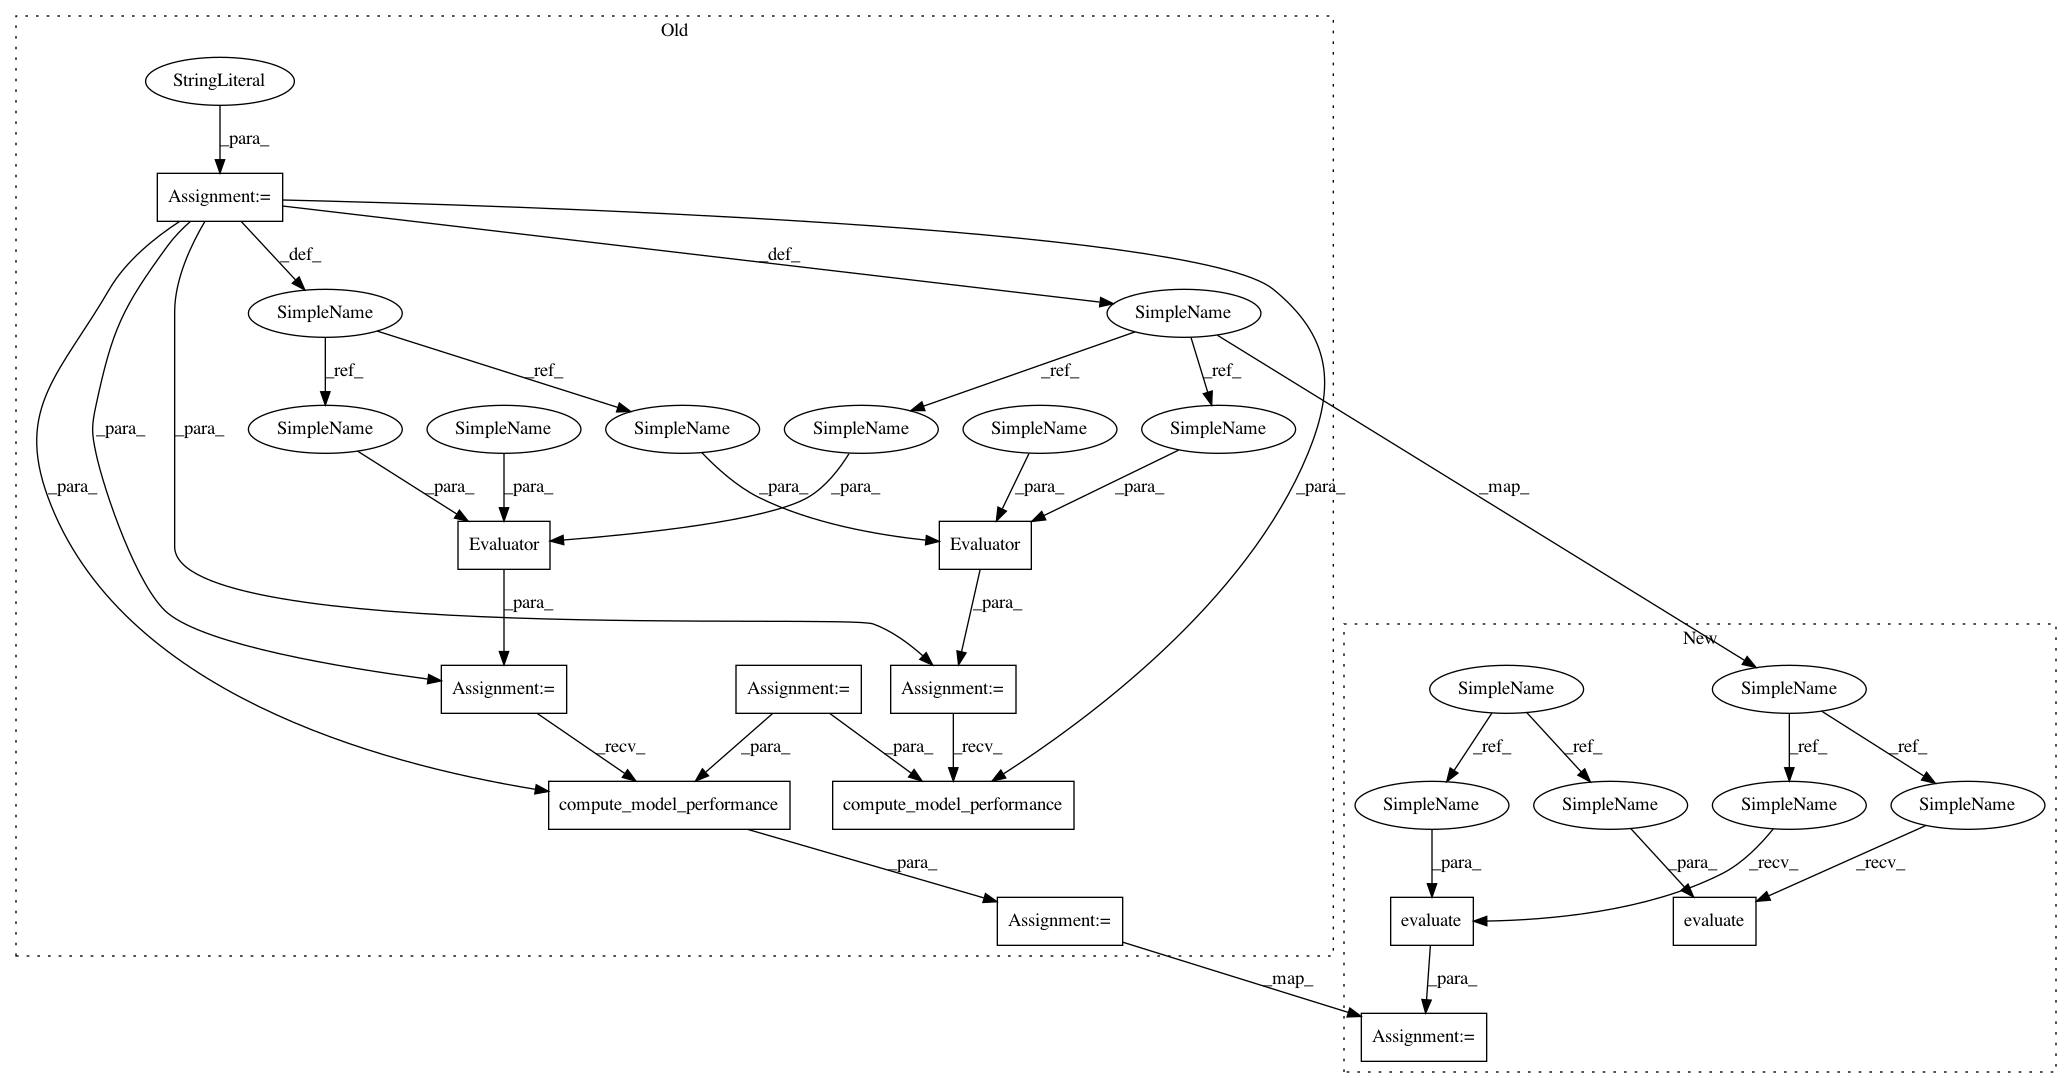 Old
StringLiteral
_para_
Assignment:=
_def_
_def_
SimpleName
SimpleName
_ref_
_ref_
_ref_
_ref_
SimpleName
SimpleName
SimpleName
SimpleName
SimpleName
SimpleName
_para_
_para_
_para_
_para_
_para_
_para_
_para_
_para_
_para_
_para_
_map_
Evaluator
Evaluator
_para_
_para_
New
Assignment:=
Assignment:=
Assignment:=
SimpleName
SimpleName
_recv_
_para_
_para_
_recv_
_ref_
_ref_
_ref_
_ref_
compute_model_performance
compute_model_performance
SimpleName
SimpleName
SimpleName
SimpleName
_para_
_para_
_para_
_recv_
_recv_
Assignment:=
evaluate
evaluate
_map_
_para_
Assignment:=